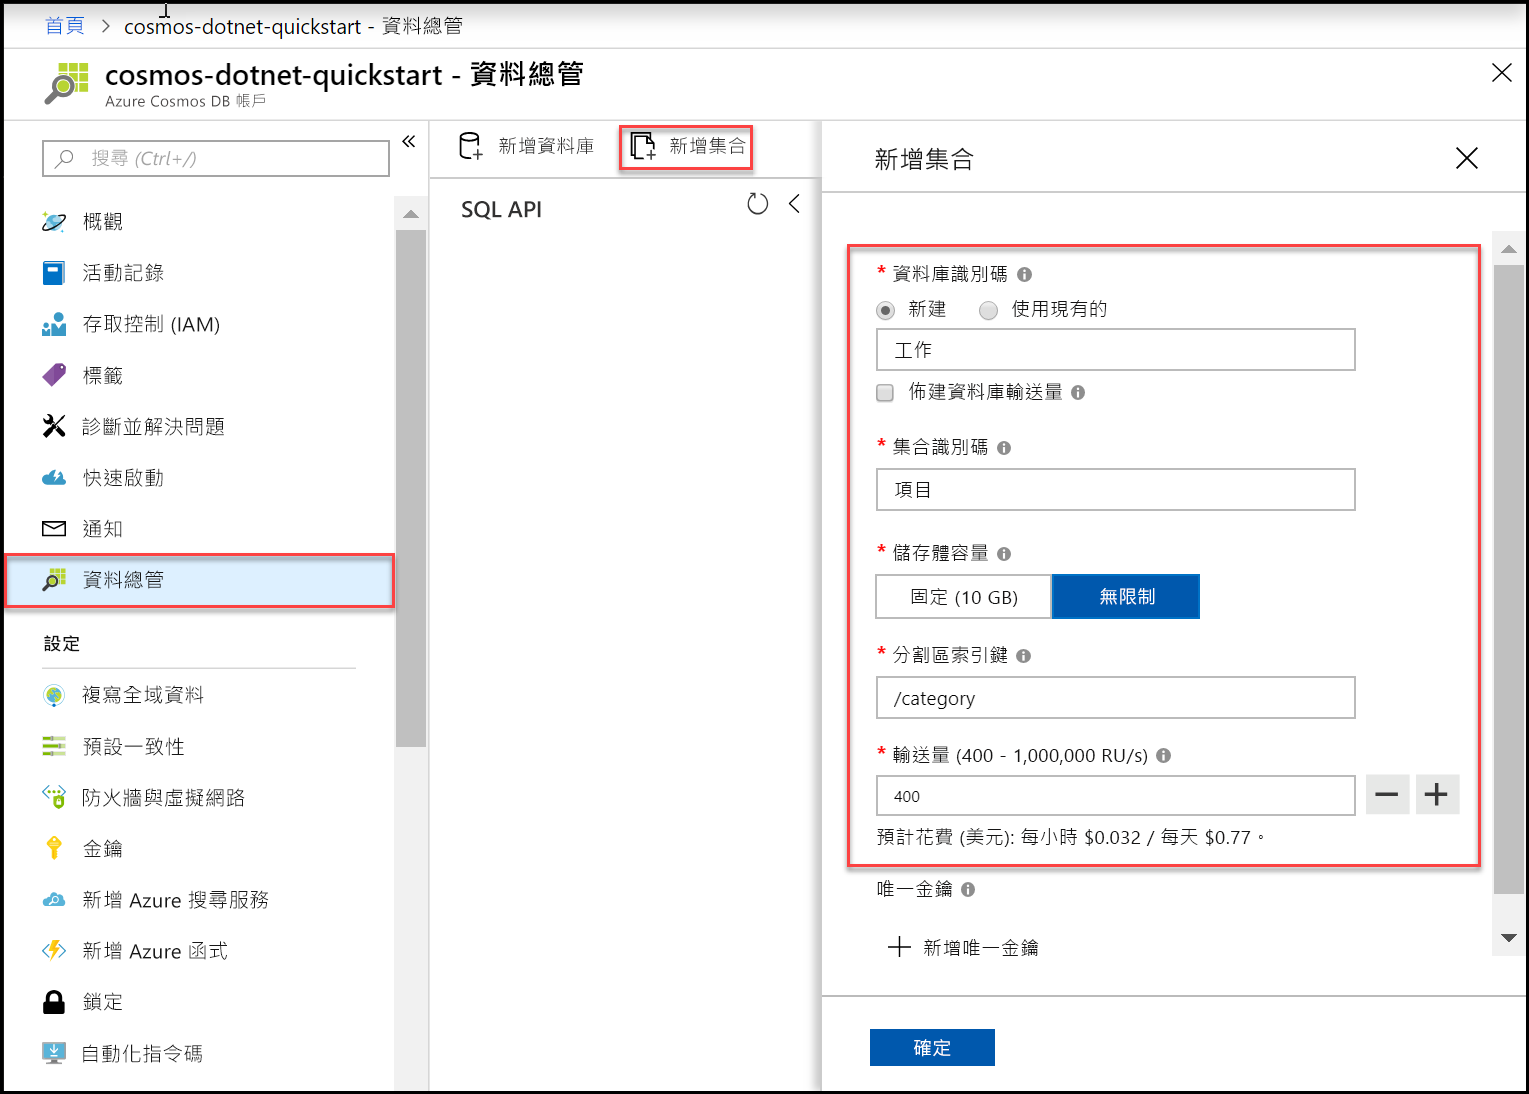 首頁 > cosmos-dotnet-quickstart - 資料總管
cosmos-dotnet-quickstart - 資料總管
Azure Cosmos DB 帳戶
搜尋 (Ctrl+/)
概觀
活動記錄
存取控制 (IAM)
標籤
診斷並解決問題
快速啟動
通知
資料總管
設定
複寫全域資料
預設一致性
防火牆與虛擬網路
金鑰
新增 Azure 搜尋服務
新增 Azure 函式
鎖定
自動化指令碼
新增資料庫
新增集合
SQL API
新增集合
* 資料庫識別碼
新建
使用現有的
工作
佈建資料庫輸送量
* 集合識別碼
項目
* 儲存體容量
固定 (10 GB)
無限制
* 分割區索引鍵
/category
* 輸送量 (400 - 1,000,000 RU/s)
400
預計花費 (美元): 每小時 $0.032 / 每天 $0.77。
唯一金鑰
新增唯一金鑰
確定